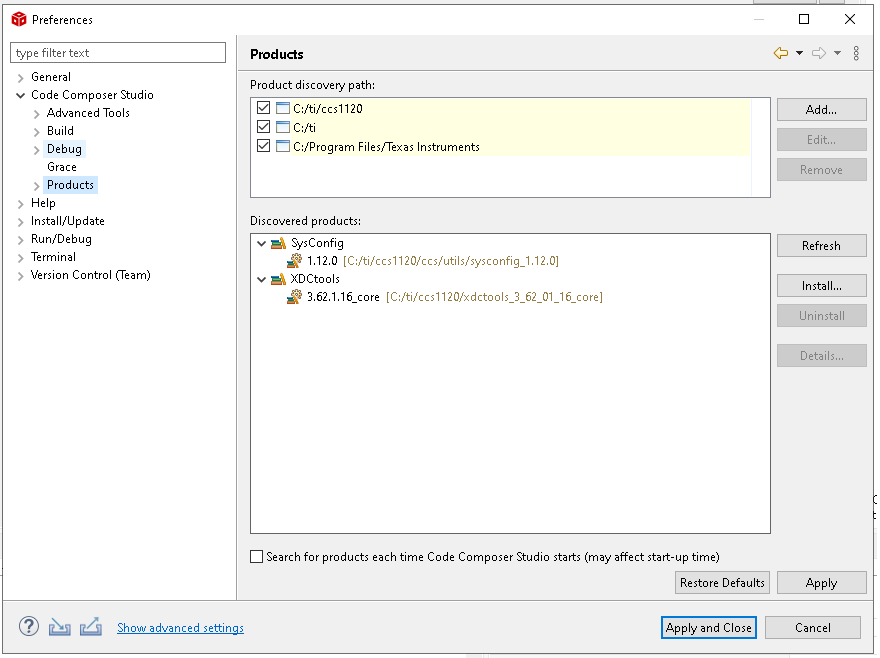 Preferences
type filter text
General
Code Composer Studio
Advanced Tools
Build
Debug
Grace
Products
Help
Install/Update
Run/Debug
Terminal
Version Control (Team)
Products
Product discovery path:
C:/ti/ccs1120
C:/ti
C:/Program Files/Texas Instruments
Add...
Edit...
Remove
Discovered products:
SysConfig
1.12.0 [C:/ti/ccs1120/ccs/utils/sysconfig_1.12.0]
XDCtools
3.62.1.16_core [C:/ti/ccs1120/xdctools_3_62_01_16_core]
Refresh
Install...
Uninstall
Details...
Search for products each time Code Composer Studio starts (may affect start-up time)
Restore Defaults
Apply
Show advanced settings
Apply and Close
Cancel